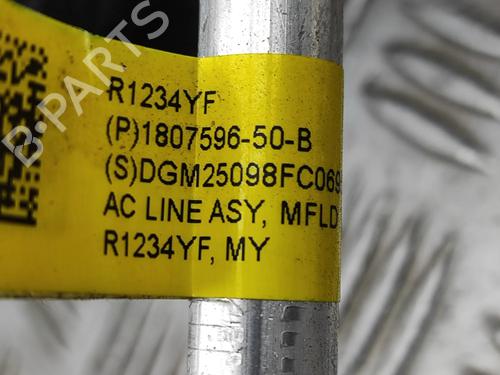 R1234YF
(P)1807596-50-B
(S)DGM25098FC069
AC LINE ASY, MFLD
R1234YF, MY
B-PARTS